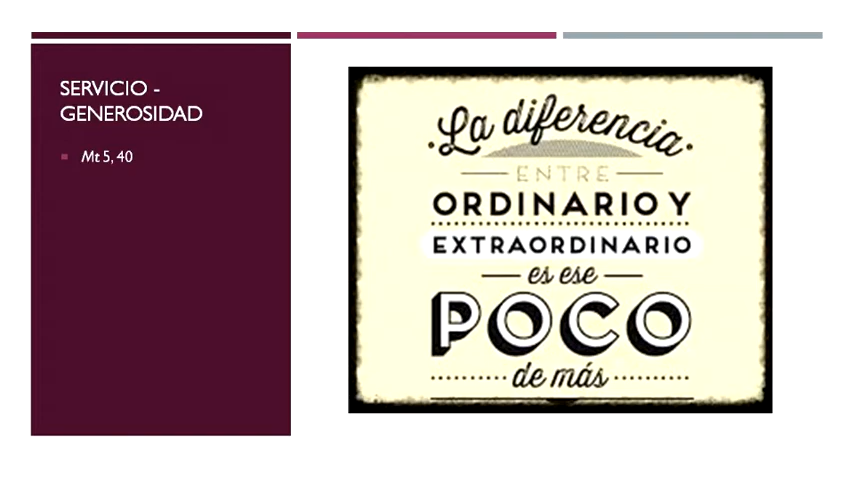 SERVICIO -
GENEROSIDAD
Mt 5, 40
La diferencia
ENTRE
ORDINARIO Y
EXTRAORDINARIO
es ese
POCO
de más